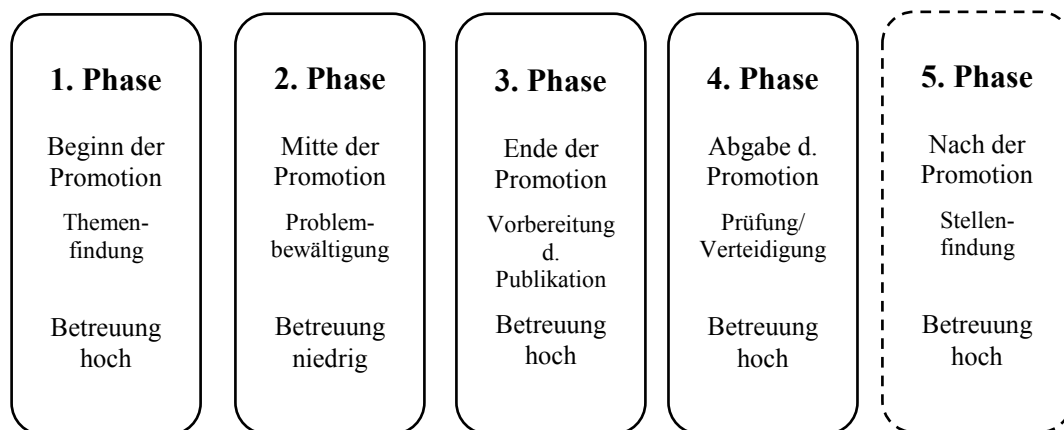 1. Phase
Beginn der
Promotion
Themen-
findung
Betreuung
hoch
2. Phase
Mitte der
Promotion
Problem-
bewältigung
Betreuung
niedrig
3. Phase
Ende der
Promotion
Vorbereitung
d.
Publikation
Betreuung
hoch
4. Phase
Abgabe d.
Promotion
Prüfung/
Verteidigung
Betreuung
hoch
5. Phase
Nach der
Promotion
Stellen-
findung
Betreuung
hoch